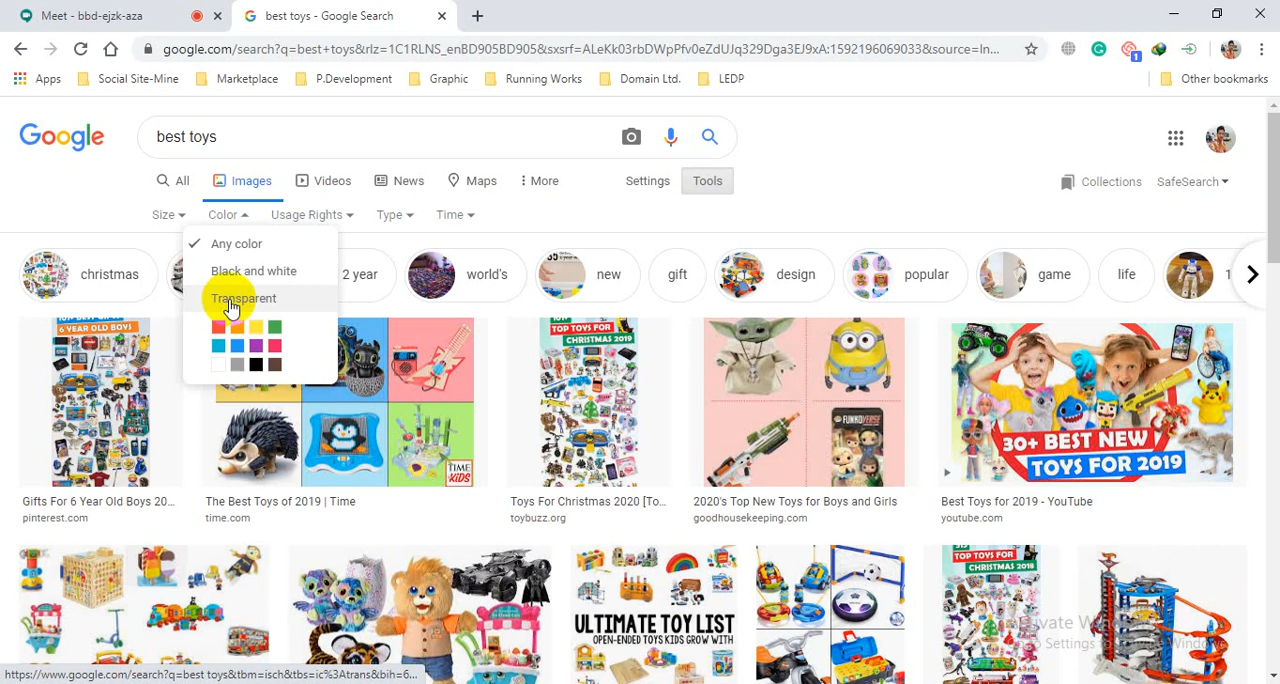 Meet - bbd-ejzk-aza
best toys - Google Search
google.com/search?q=best+toys&rlz=1C1RLNS_enBD905BD905&sxsrf=ALeKk03rbDWpPfv0eZdUJq329Dga3EJ9xA:1592196069033&source=ln...
1
Apps Social Site-Mine Marketplace P.Development Graphic Running Works Domain Ltd. LEDP Other bookmarks
Google
best toys
All Images Videos News Maps More Settings Tools
Collections SafeSearch
Size Color Usage Rights Type Time
Any color
Black and white
Transparent
christmas 2 year world's new gift design popular game life
6 YEAR OLD BOYS
TOP TOYS FOR
CHRISTMAS 2019
TIME
KIDS
FUNKOVERSE
30+ BEST NEW
TOYS FOR 2019
Gifts For 6 Year Old Boys 20...
pinterest.com
The Best Toys of 2019 | Time
time.com
Toys For Christmas 2020 [To...
toybuzz.org
2020's Top New Toys for Boys and Girls
goodhousekeeping.com
Best Toys for 2019 - YouTube
youtube.com
ULTIMATE TOY LIST
OPEN-ENDED TOYS KIDS GROW WITH
TOP TOYS FOR
CHRISTMAS 2018
https://www.google.com/search?q=best toys&tbm=isch&tbs=ic%3Atrans&bih=6...